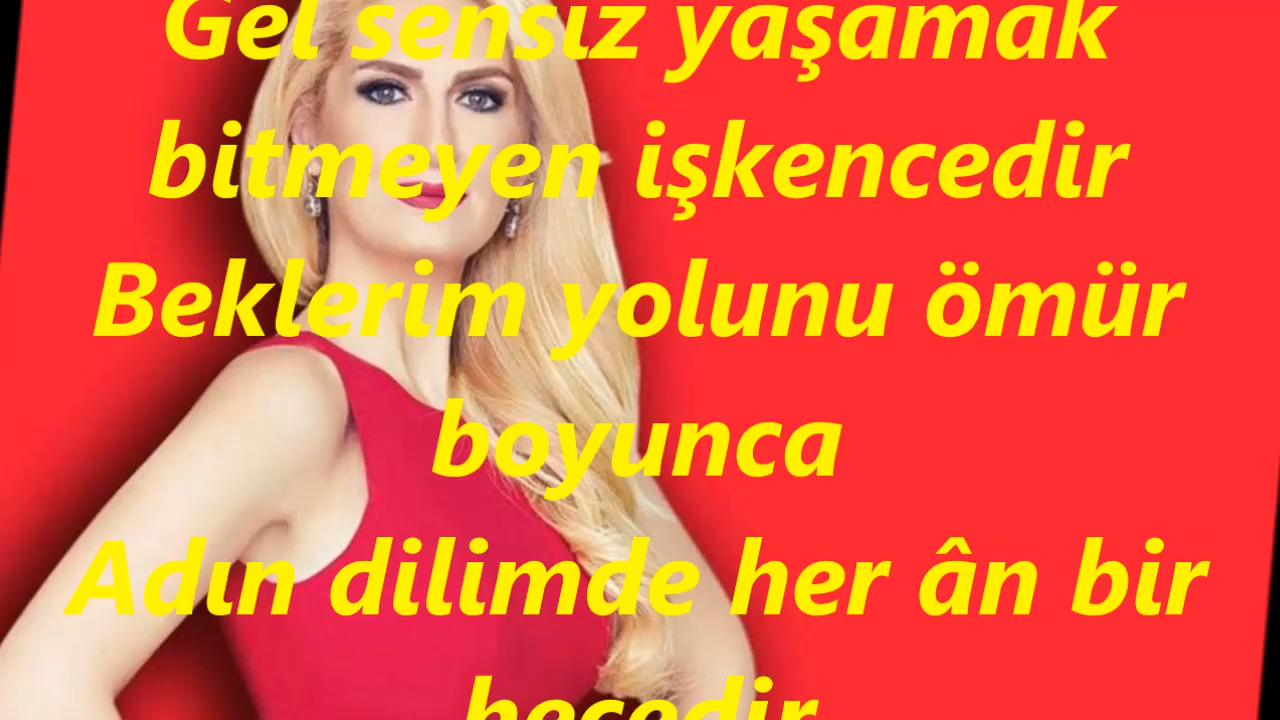 Gel sensiz yaşamak
bitmeyen işkencedir
Beklerim yolunu ömür
boyunca
Adın dilimde her ân bir
hecedir